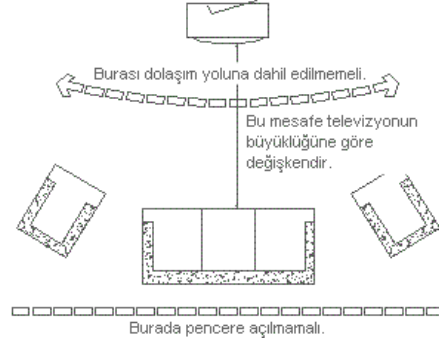 Burası dolaşım yoluna dahil edilmemeli.
Bu mesafe televizyonun
büyüklüğüne göre
değişkendir.
Burada pencere açılmamalı.